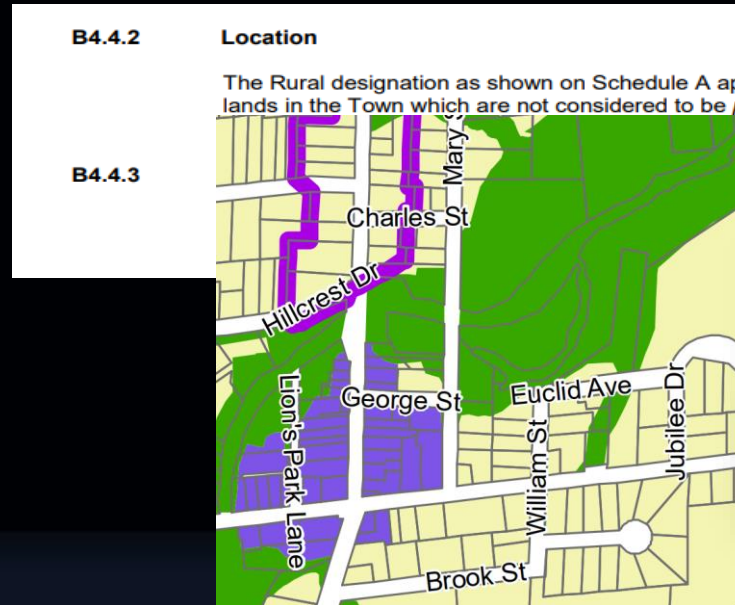 B4.4.2 Location
The Rural designation as shown on Schedule A
lands in the Town which are not considered to be
B4.4.3
Mary
Charles St
Hillcrest Dr
Lion's Park Lane
George St
Euclid Ave
William St
Jubilee Dr
Brook St